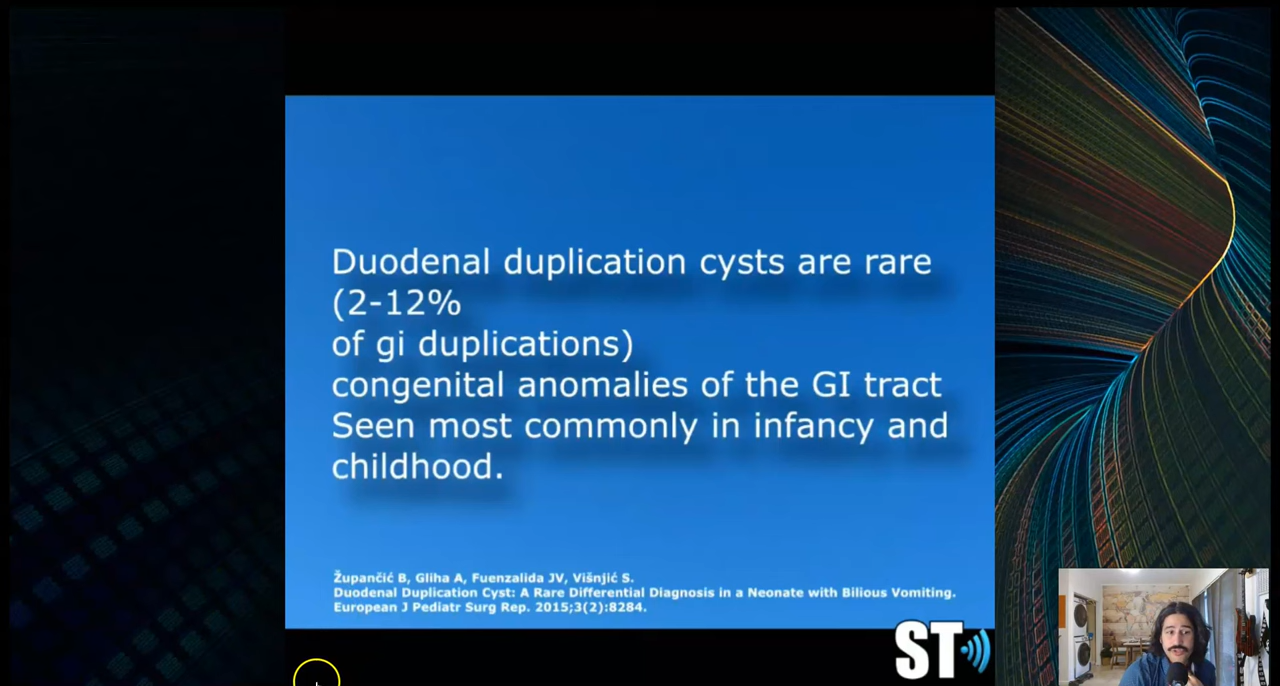 Duodenal duplication cysts are rare
(2-12%
of gi duplications)
congenital anomalies of the GI tract
Seen most commonly in infancy and
childhood.
Župančić B, Gliha A, Fuenzalida JV, Višnjić S.
Duodenal Duplication Cyst: A Rare Differential Diagnosis in a Neonate with Bilious Vomiting.
European J Pediatr Surg Rep. 2015;3(2):8284.
ST